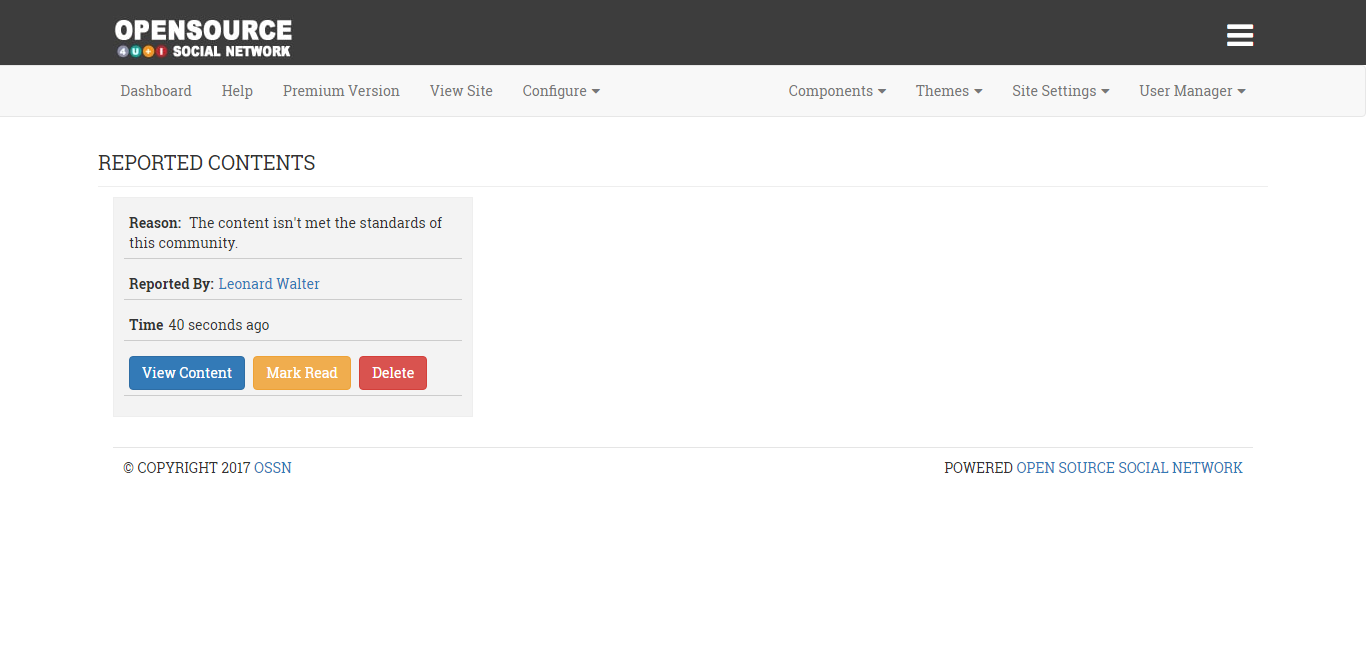 OPENSOURCE
4 U + I SOCIAL NETWORK
Dashboard Help Premium Version View Site Configure Components Themes Site Settings User Manager
REPORTED CONTENTS
Reason: The content isn't met the standards of
this community.
Reported By: Leonard Walter
Time 40 seconds ago
View Content Mark Read Delete
© COPYRIGHT 2017 OSSN POWERED OPEN SOURCE SOCIAL NETWORK